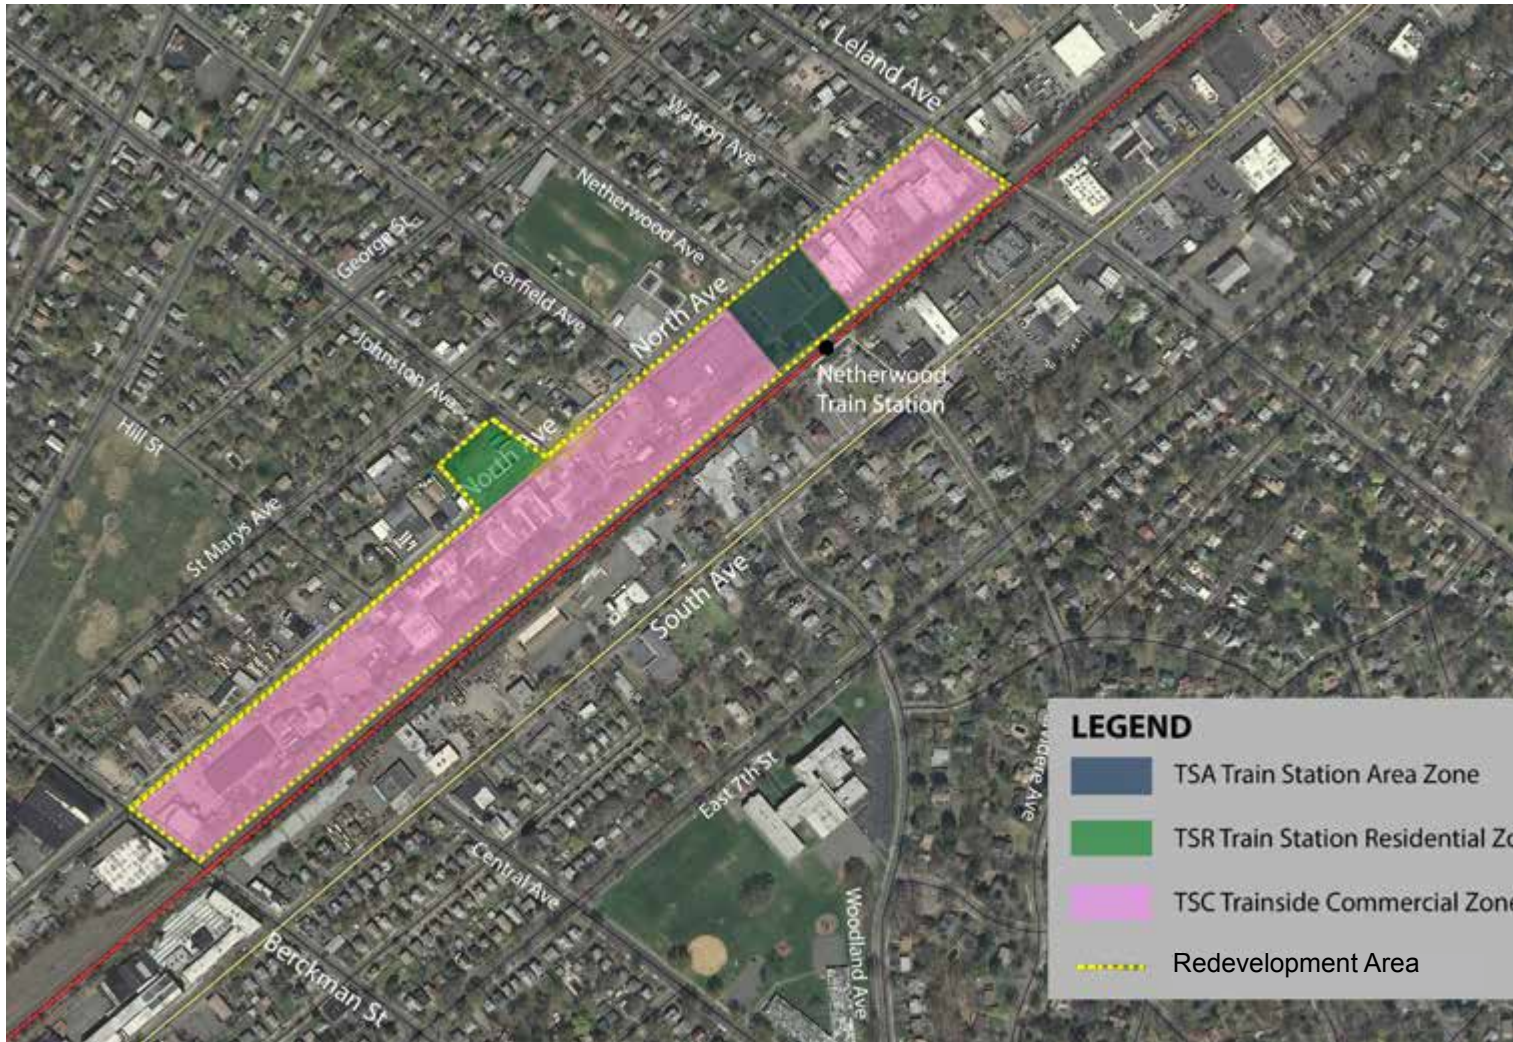 Leland Ave
Watson Ave
Netherwood Ave
George St
Garfield Ave
North Ave
Johnston Ave
Netherwood
Train Station
North Ave
Hill St
St Marys Ave
South Ave
East 7th St
Central Ave
Woodland Ave
Berckman St
LEGEND
TSA Train Station Area Zone
TSR Train Station Residential Zo
TSC Trainside Commercial Zone
Redevelopment Area